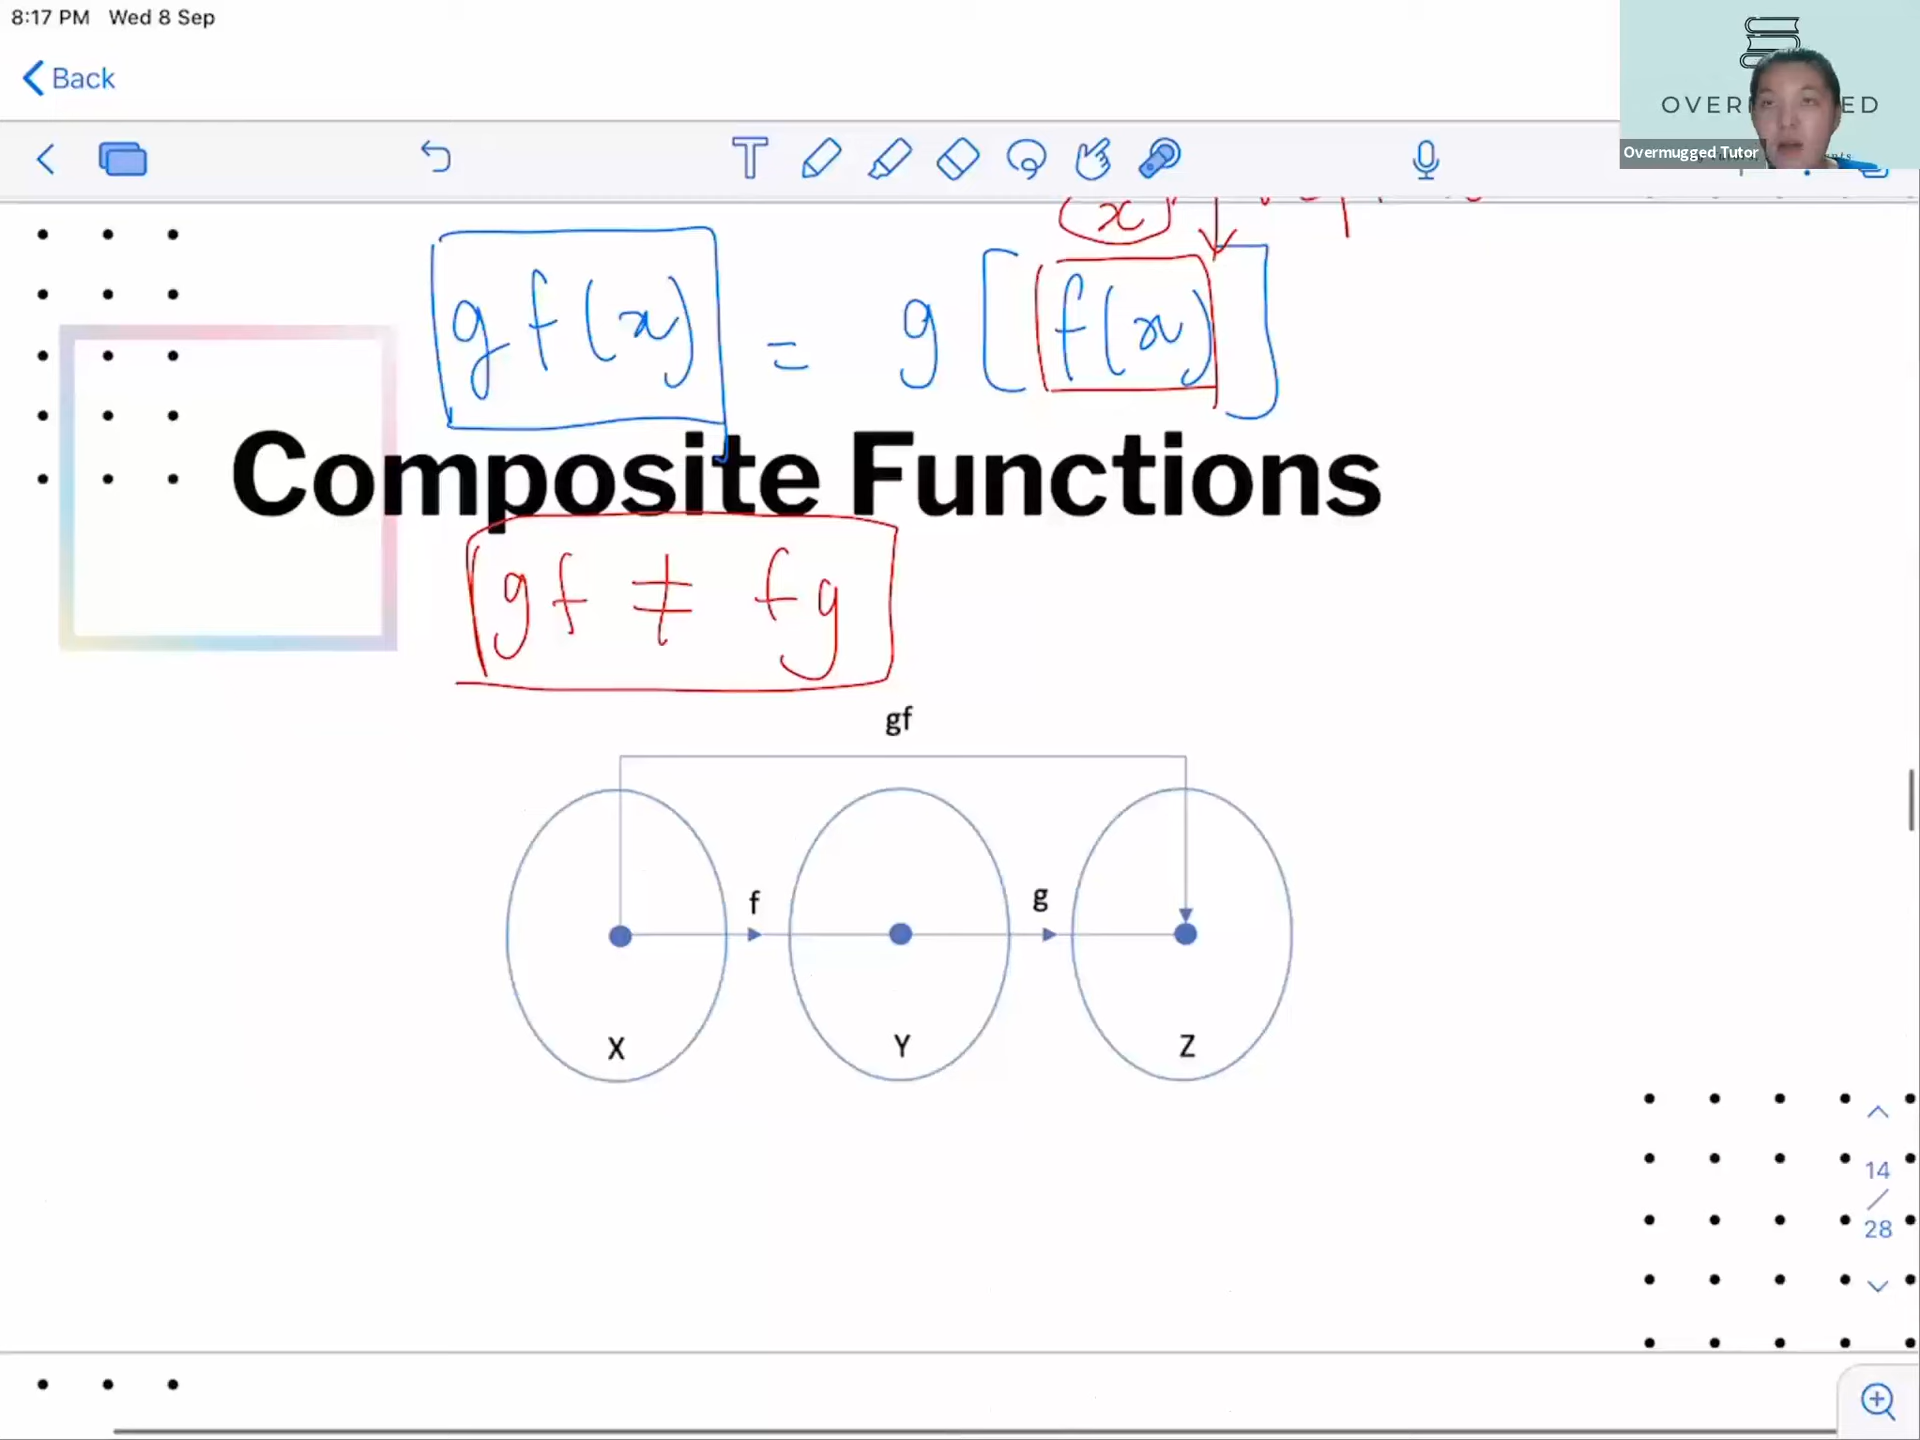 8:17 PM Wed 8 Sep
Back
OVER ED
Overmugged Tutor
(x)
gf(x) = g[f(x)]
Composite Functions
gf ≠ fg
gf
f
g
X
Y
Z
14
/
28